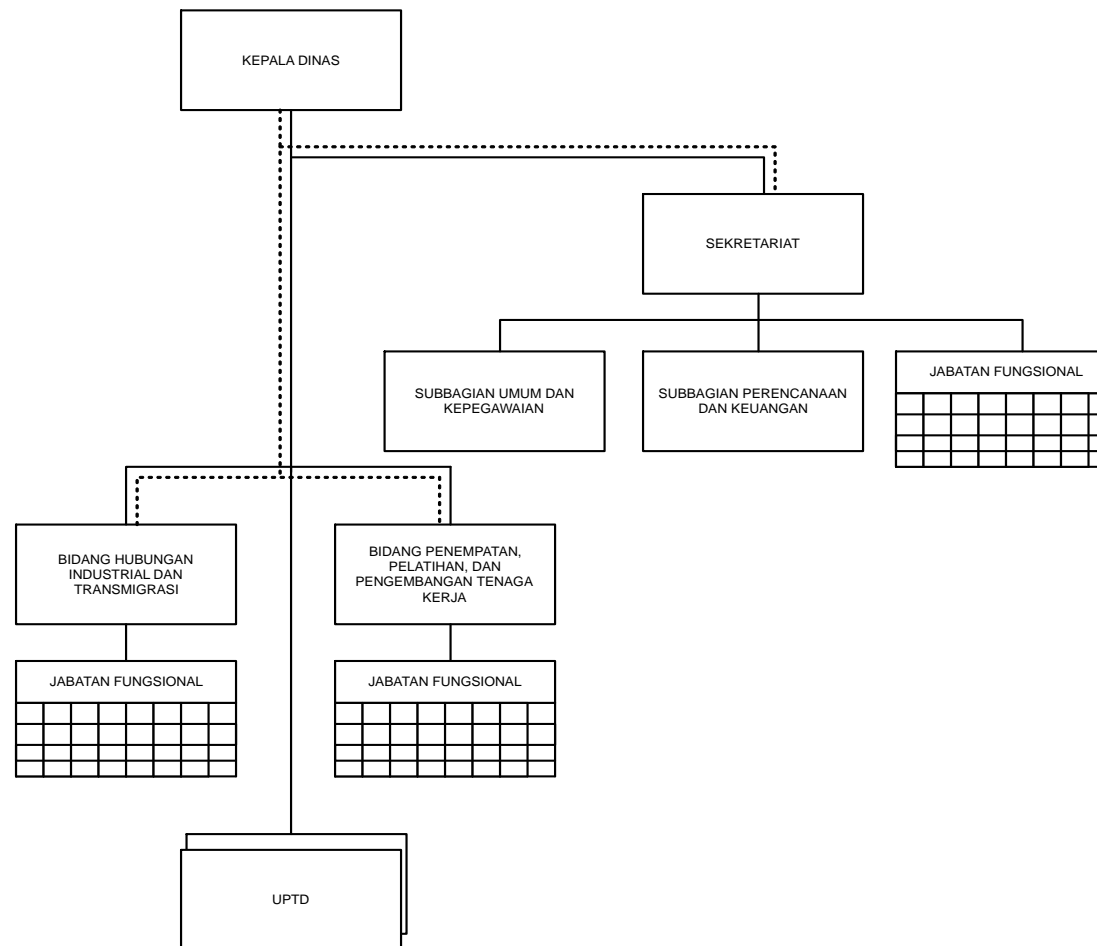 KEPALA DINAS
SEKRETARIAT
SUBBAGIAN UMUM DAN
KEPEGAWAIAN
SUBBAGIAN PERENCANAAN
DAN KEUANGAN
JABATAN FUNGSIONAL
BIDANG HUBUNGAN
INDUSTRIAL DAN
TRANSMIGRASI
BIDANG PENEMPATAN,
PELATIHAN, DAN
PENGEMBANGAN TENAGA
KERJA
JABATAN FUNGSIONAL
JABATAN FUNGSIONAL
UPTD